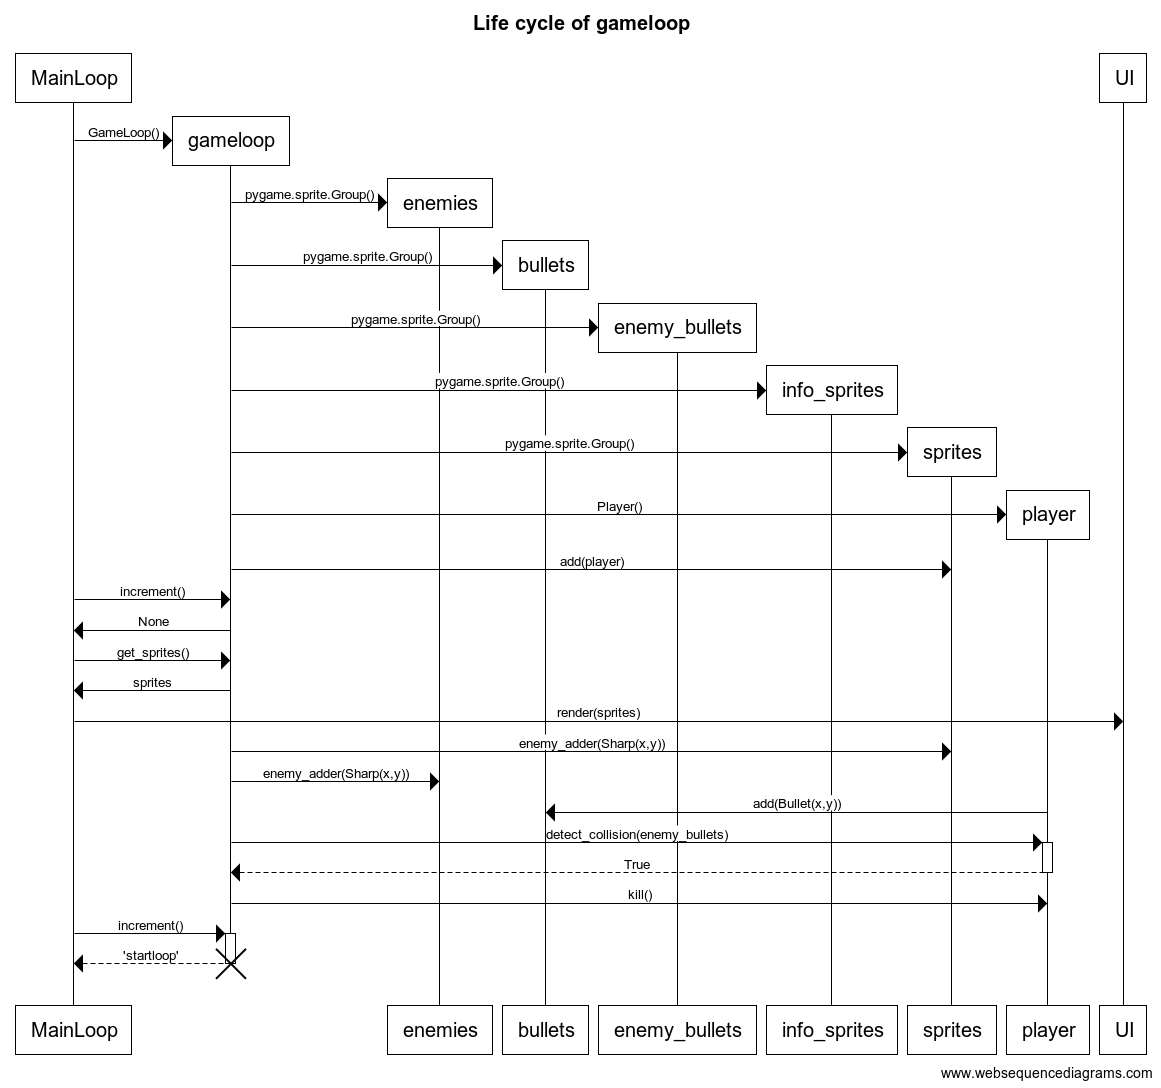 Life cycle of gameloop
MainLoop
UI
GameLoop()
gameloop
pygame.sprite.Group()
enemies
pygame.sprite.Group()
bullets
pygame.sprite.Group()
enemy_bullets
pygame.sprite.Group()
info_sprites
pygame.sprite.Group()
sprites
Player()
player
add(player)
increment()
None
get_sprites()
sprites
render(sprites)
enemy_adder(Sharp(x,y))
enemy_adder(Sharp(x,y))
add(Bullet(x,y))
detect_collision(enemy_bullets)
True
kill()
increment()
'startloop'
MainLoop
enemies
bullets
enemy_bullets
info_sprites
sprites
player
UI
www.websequencediagrams.com